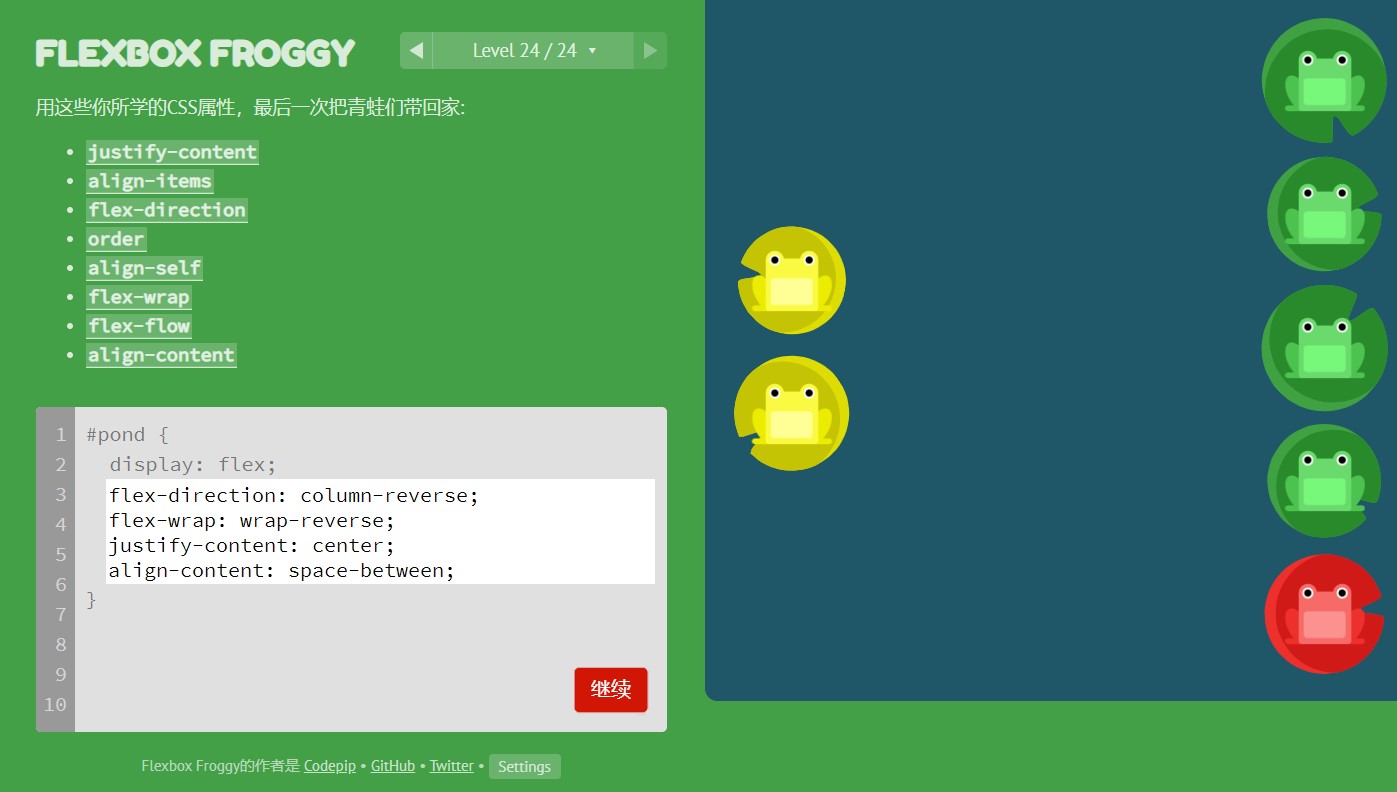 FLEXBOX FROGGY
Level 24 / 24
用这些你所学的CSS属性，最后一次把青蛙们带回家:
justify-content
align-items
flex-direction
order
align-self
flex-wrap
flex-flow
align-content
1 #pond {
2 display: flex;
3 flex-direction: column-reverse;
4 flex-wrap: wrap-reverse;
5 justify-content: center;
6 align-content: space-between;
7 }
8
9
10
继续
Flexbox Froggy的作者是 Codepip • GitHub • Twitter • Settings